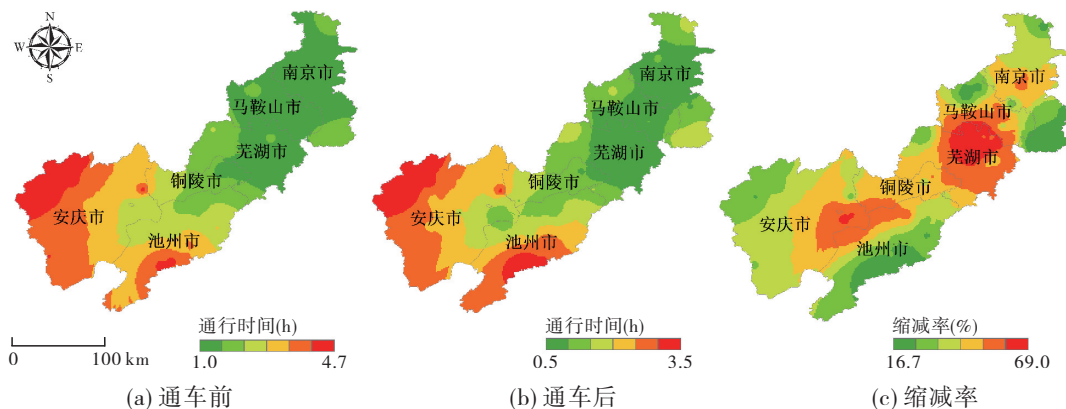 N
W E
S
南京市
马鞍山市
芜湖市
铜陵市
安庆市
池州市
通行时间(h)
1.0 4.7
0 100 km
(a) 通车前
南京市
马鞍山市
芜湖市
铜陵市
安庆市
池州市
通行时间(h)
0.5 3.5
(b) 通车后
南京市
马鞍山市
芜湖市
铜陵市
安庆市
池州市
缩减率(%)
16.7 69.0
(c) 缩减率